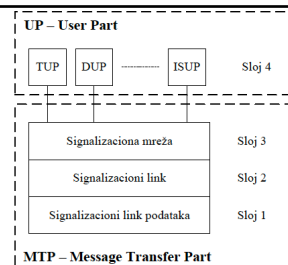 UP – User Part
TUP DUP ISUP Sloj 4
Signalizaciona mreža Sloj 3
Signalizacioni link Sloj 2
Signalizacioni link podataka Sloj 1
MTP – Message Transfer Part